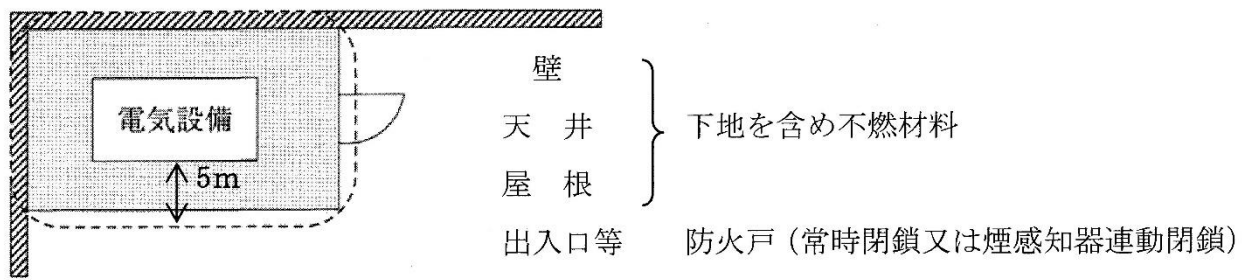 電気設備
5m
壁
天 井
屋 根
下地を含め不燃材料
出入口等 防火戸(常時閉鎖又は煙感知器連動閉鎖)